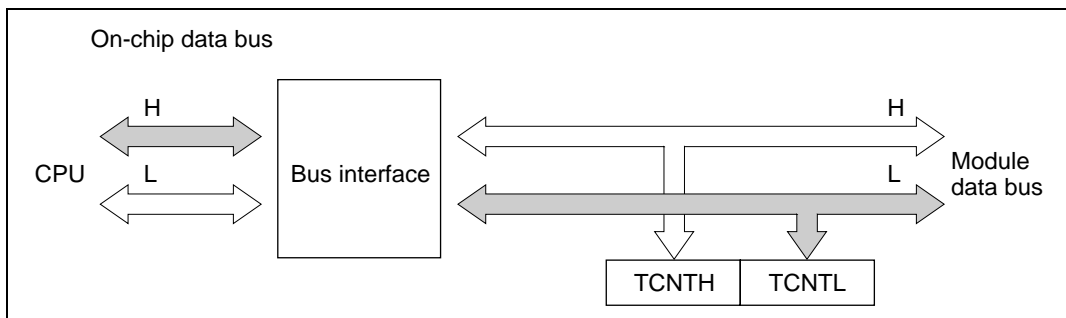 On-chip data bus
H
H
CPU
L
Bus interface
L
Module
data bus
TCNTH
TCNTL